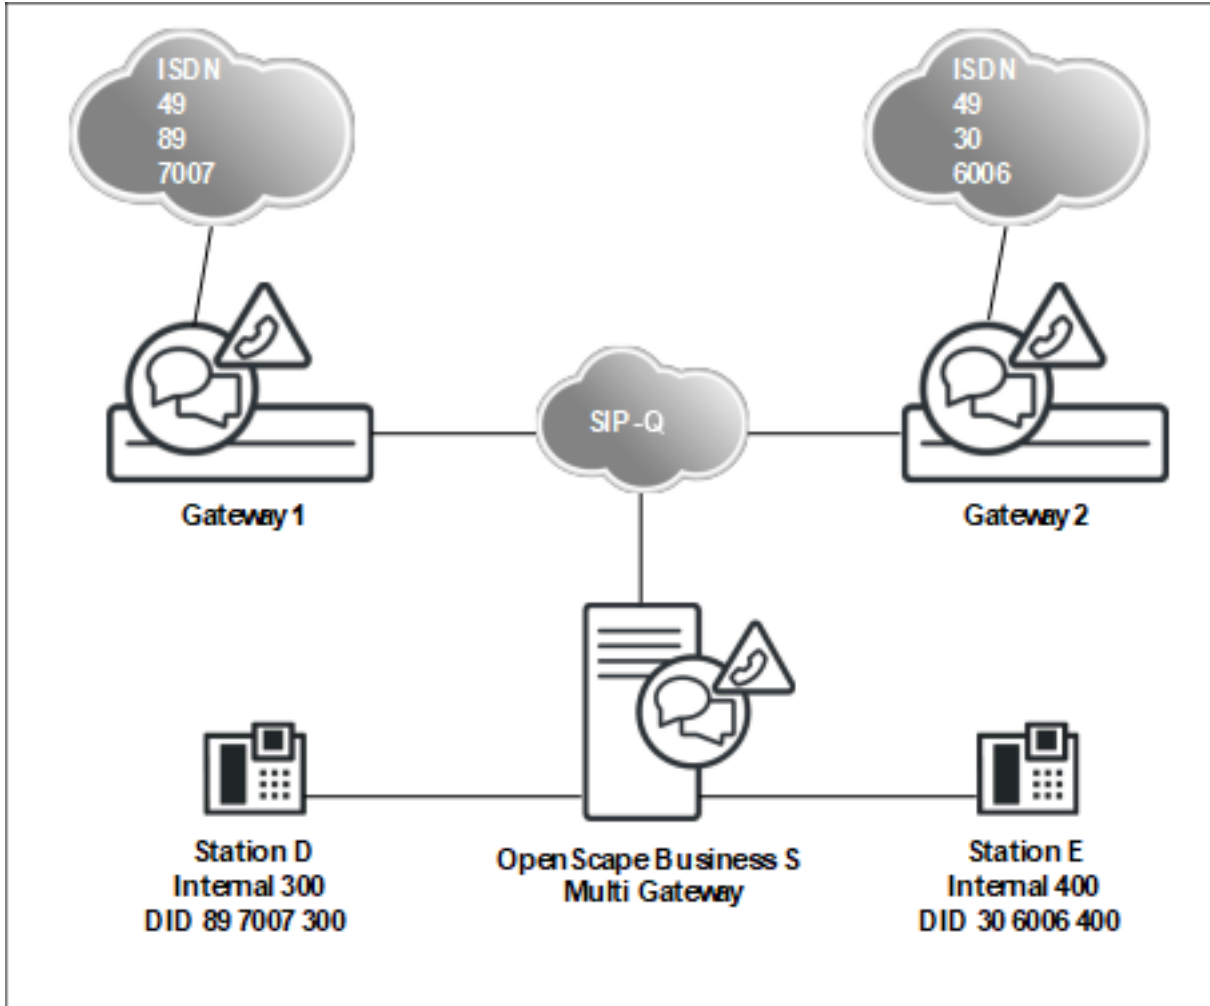 ISDN
49
89
7007
ISDN
49
30
6006
SIP-Q
Gateway 1
Gateway 2
Station D
Internal 300
DID 89 7007 300
OpenScape Business S
Multi Gateway
Station E
Internal 400
DID 30 6006 400